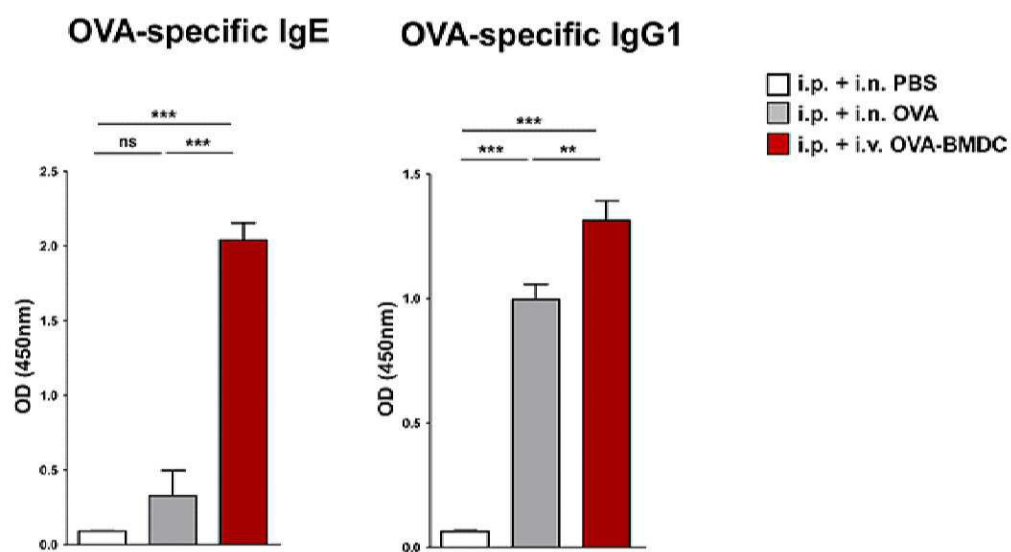 OVA-specific IgE
OVA-specific IgG1
i.p. + i.n. PBS
i.p. + i.n. OVA
i.p. + i.v. OVA-BMDC
***
ns
***
2.5
2.0
1.5
1.0
0.5
0.0
OD (450nm)
***
***
**
1.5
1.0
0.5
0.0
OD (450nm)